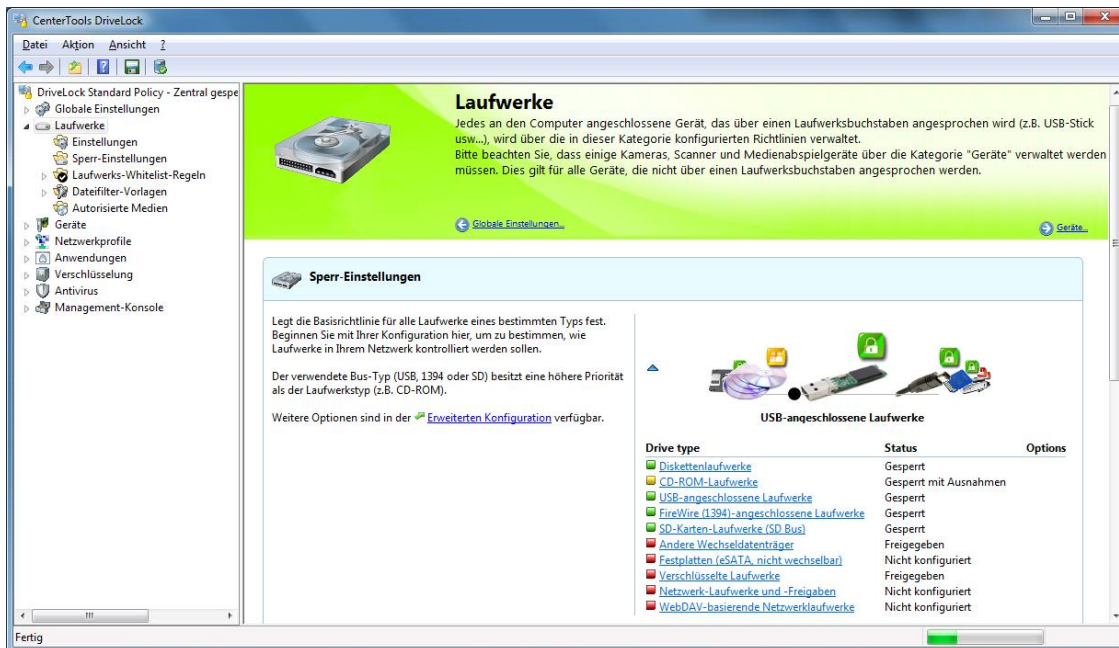 CenterTools DriveLock
Datei Aktion Ansicht ?
DriveLock Standard Policy - Zentral gespe
Globale Einstellungen
Laufwerke
Einstellungen
Sperr-Einstellungen
Laufwerks-Whitelist-Regeln
Dateifilter-Vorlagen
Autorisierte Medien
Geräte
Netzwerkprofile
Anwendungen
Verschlüsselung
Antivirus
Management-Konsole
Laufwerke
Jedes an den Computer angeschlossene Gerät, das über einen Laufwerksbuchstaben angesprochen wird (z.B. USB-Stick
usw...), wird über die in dieser Kategorie konfigurierten Richtlinien verwaltet.
Bitte beachten Sie, dass einige Kameras, Scanner und Medienabspielgeräte über die Kategorie "Geräte" verwaltet werden
müssen. Dies gilt für alle Geräte, die nicht über einen Laufwerksbuchstaben angesprochen werden.
Globale Einstellungen...
Geräte...
Sperr-Einstellungen
Legt die Basisrichtlinie für alle Laufwerke eines bestimmten Typs fest.
Beginnen Sie mit Ihrer Konfiguration hier, um zu bestimmen, wie
Laufwerke in Ihrem Netzwerk kontrolliert werden sollen.
Der verwendete Bus-Typ (USB, 1394 oder SD) besitzt eine höhere Priorität
als der Laufwerkstyp (z.B. CD-ROM).
Weitere Optionen sind in der Erweiterten Konfiguration verfügbar.
USB-angeschlossene Laufwerke
Drive type Status Options
Diskettenlaufwerke Gesperrt
CD-ROM-Laufwerke Gesperrt mit Ausnahmen
USB-angeschlossene Laufwerke Gesperrt
FireWire (1394)-angeschlossene Laufwerke Gesperrt
SD-Karten-Laufwerke (SD Bus) Gesperrt
Andere Wechseldatenträger Freigegeben
Festplatten (eSATA, nicht wechselbar) Nicht konfiguriert
Verschlüsselte Laufwerke Freigegeben
Netzwerk-Laufwerke und -Freigaben Nicht konfiguriert
WebDAV-basierende Netzwerklaufwerke Nicht konfiguriert
Fertig